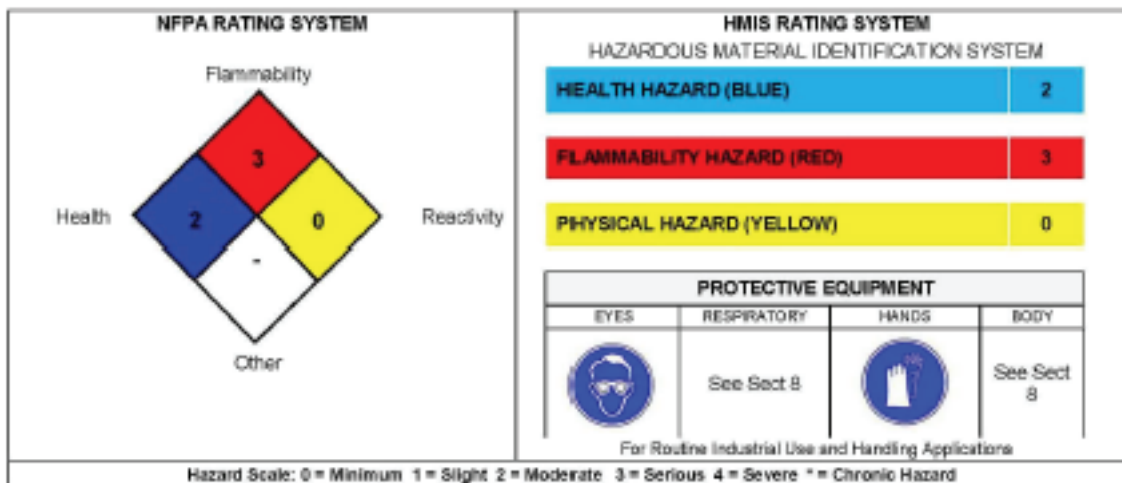 NFPA RATING SYSTEM
Flammability
3
Health
2
0
Reactivity
-
Other
HMIS RATING SYSTEM
HAZARDOUS MATERIAL IDENTIFICATION SYSTEM
HEALTH HAZARD (BLUE) 2
FLAMMABILITY HAZARD (RED) 3
PHYSICAL HAZARD (YELLOW) 0
PROTECTIVE EQUIPMENT
EYES RESPIRATORY HANDS BODY
See Sect 8
See Sect
8
For Routine Industrial Use and Handling Applications
Hazard Scale: 0 = Minimum 1 = Slight 2 = Moderate 3 = Serious 4 = Severe * = Chronic Hazard